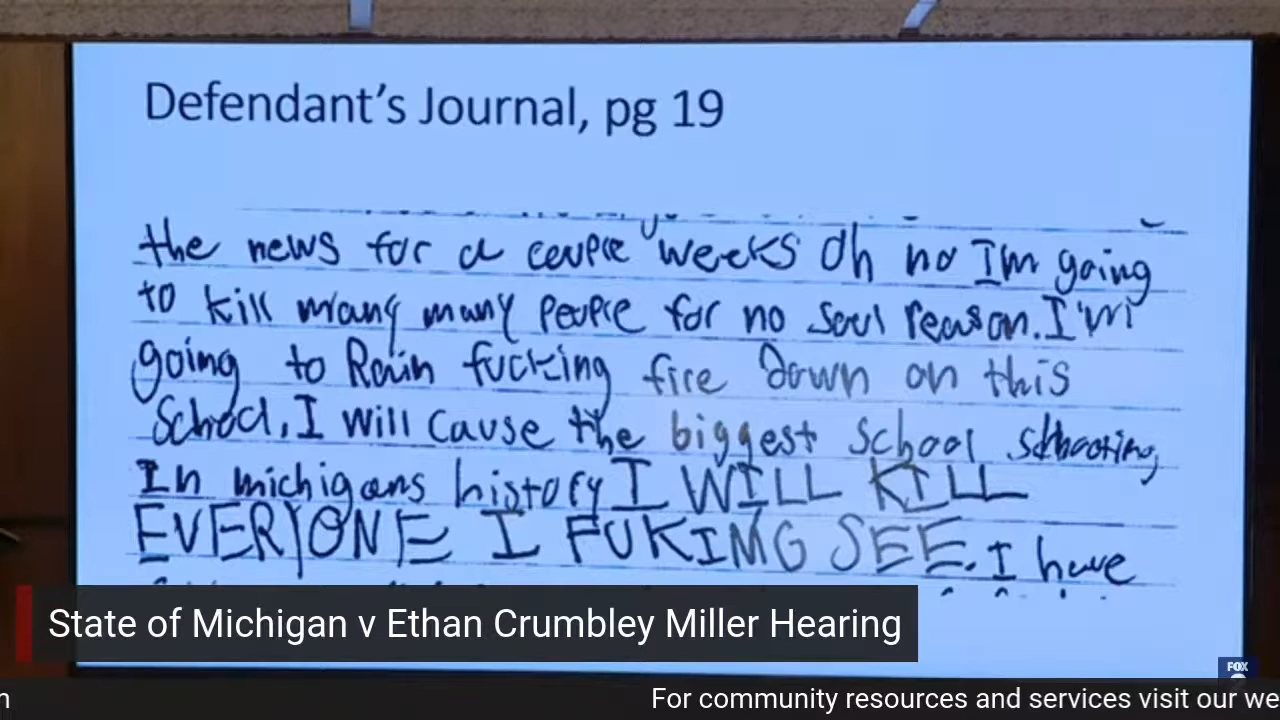 Defendant's Journal, pg 19
the news for a couple weeks Oh no I'm going
to kill many many people for no soul reason. I'm
going to Rain fucking fire down on this
School, I will cause the biggest school shooting
In michigans history I WILL KILL
EVERYONE I FUKING SEE. I have
State of Michigan v Ethan Crumbley Miller Hearing
FOX
For community resources and services visit our we